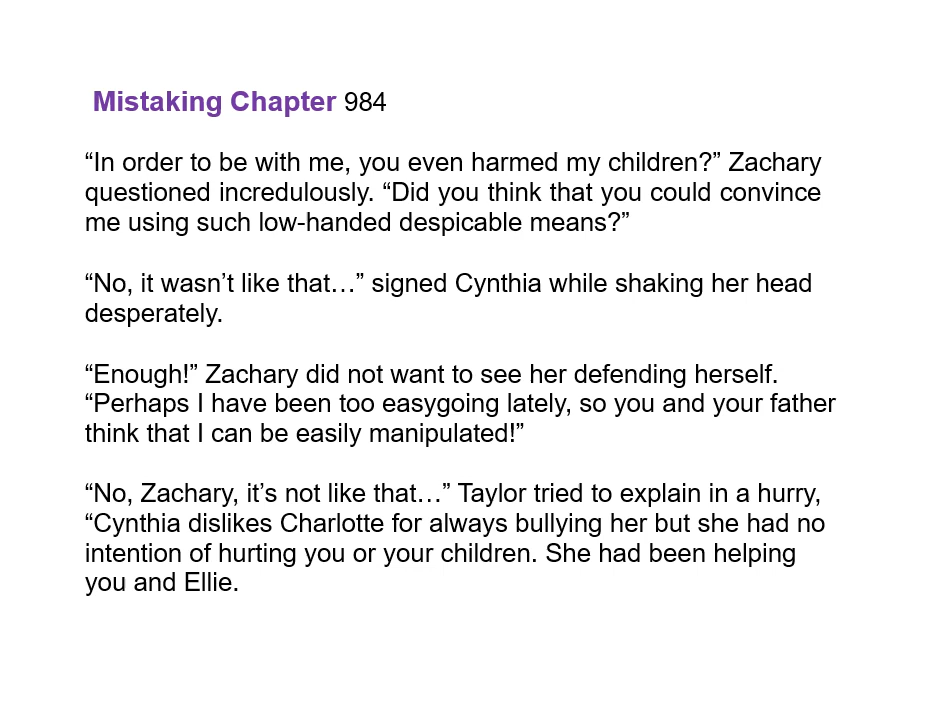 Mistaking Chapter 984
“In order to be with me, you even harmed my children?” Zachary
questioned incredulously. “Did you think that you could convince
me using such low-handed despicable means?”
“No, it wasn’t like that…” signed Cynthia while shaking her head
desperately.
“Enough!” Zachary did not want to see her defending herself.
“Perhaps I have been too easygoing lately, so you and your father
think that I can be easily manipulated!”
“No, Zachary, it’s not like that…” Taylor tried to explain in a hurry,
“Cynthia dislikes Charlotte for always bullying her but she had no
intention of hurting you or your children. She had been helping
you and Ellie.